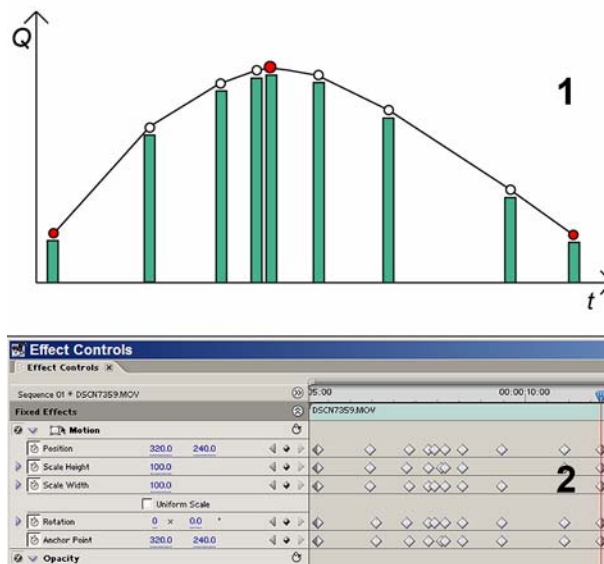 Q
1
t
Effect Controls
Effect Controls
Sequence 01 * DSCN7359.MOV
05:00
00:00:10:00
Fixed Effects
DSCN7359.MOV
Motion
Position 320.0 240.0
Scale Height 100.0
Scale Width 100.0
2
Uniform Scale
Rotation 0 x 0.0 °
Anchor Point 320.0 240.0
Opacity